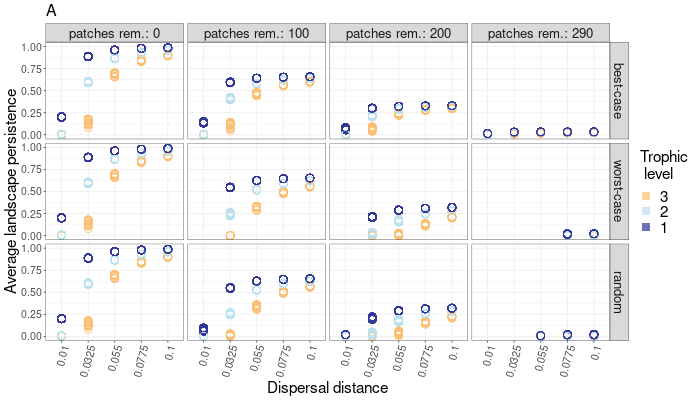 A
patches rem.: 0 patches rem.: 100 patches rem.: 200 patches rem.: 290
Average landscape persistence
1.00
0.75
0.50
0.25
0.00
best-case
1.00
0.75
0.50
0.25
0.00
worst-case
1.00
0.75
0.50
0.25
0.00
random
0.01 0.0325 0.055 0.0775 0.1 0.01 0.0325 0.055 0.0775 0.1 0.01 0.0325 0.055 0.0775 0.1 0.01 0.0325 0.055 0.0775 0.1
Dispersal distance
Trophic
level
3
2
1